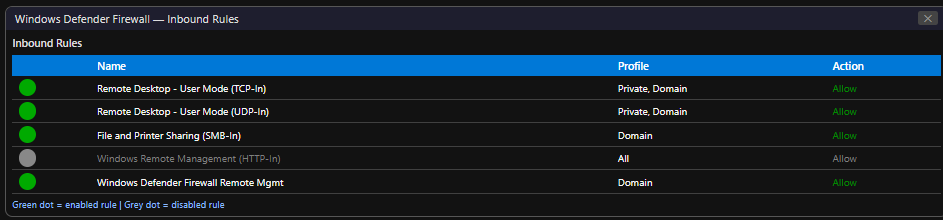 Windows Defender Firewall — Inbound Rules
Inbound Rules
Name Profile Action
Remote Desktop - User Mode (TCP-In) Private, Domain Allow
Remote Desktop - User Mode (UDP-In) Private, Domain Allow
File and Printer Sharing (SMB-In) Domain Allow
Windows Remote Management (HTTP-In) All Allow
Windows Defender Firewall Remote Mgmt Domain Allow
Green dot = enabled rule | Grey dot = disabled rule